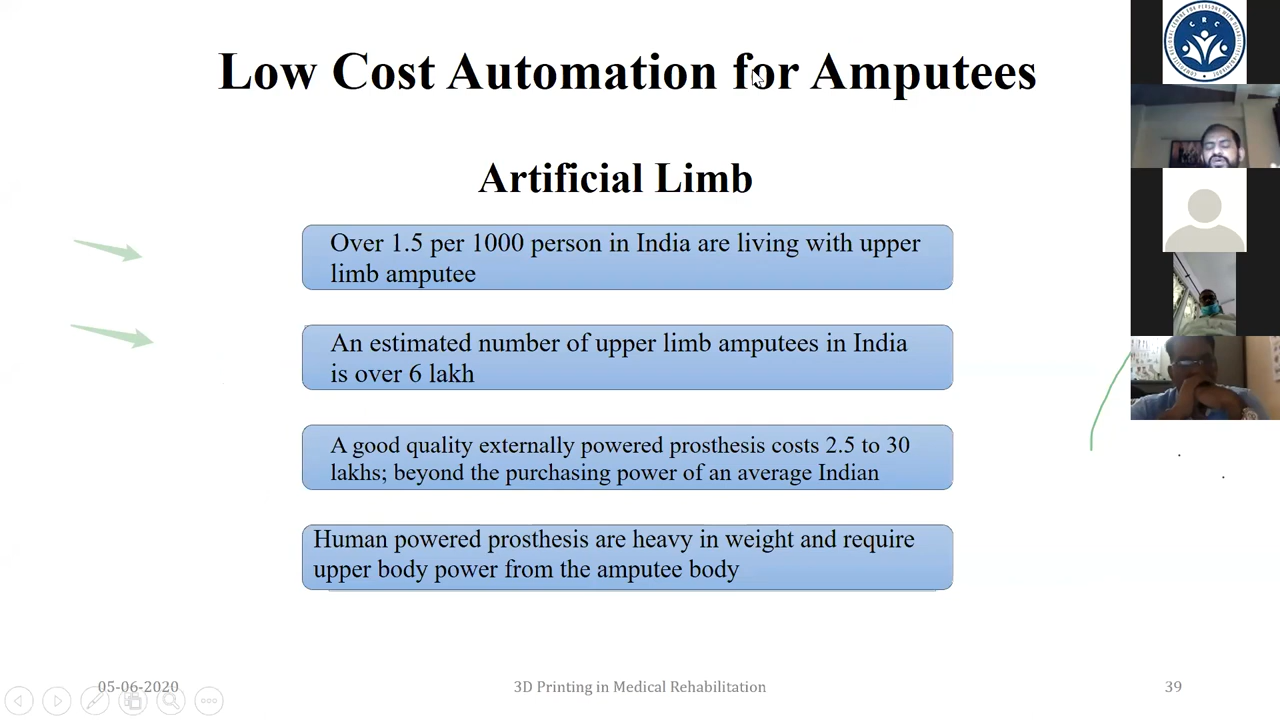 Low Cost Automation for Amputees
Artificial Limb
Over 1.5 per 1000 person in India are living with upper
limb amputee
An estimated number of upper limb amputees in India
is over 6 lakh
A good quality externally powered prosthesis costs 2.5 to 30
lakhs; beyond the purchasing power of an average Indian
Human powered prosthesis are heavy in weight and require
upper body power from the amputee body
05-06-2020
3D Printing in Medical Rehabilitation
39
CRC